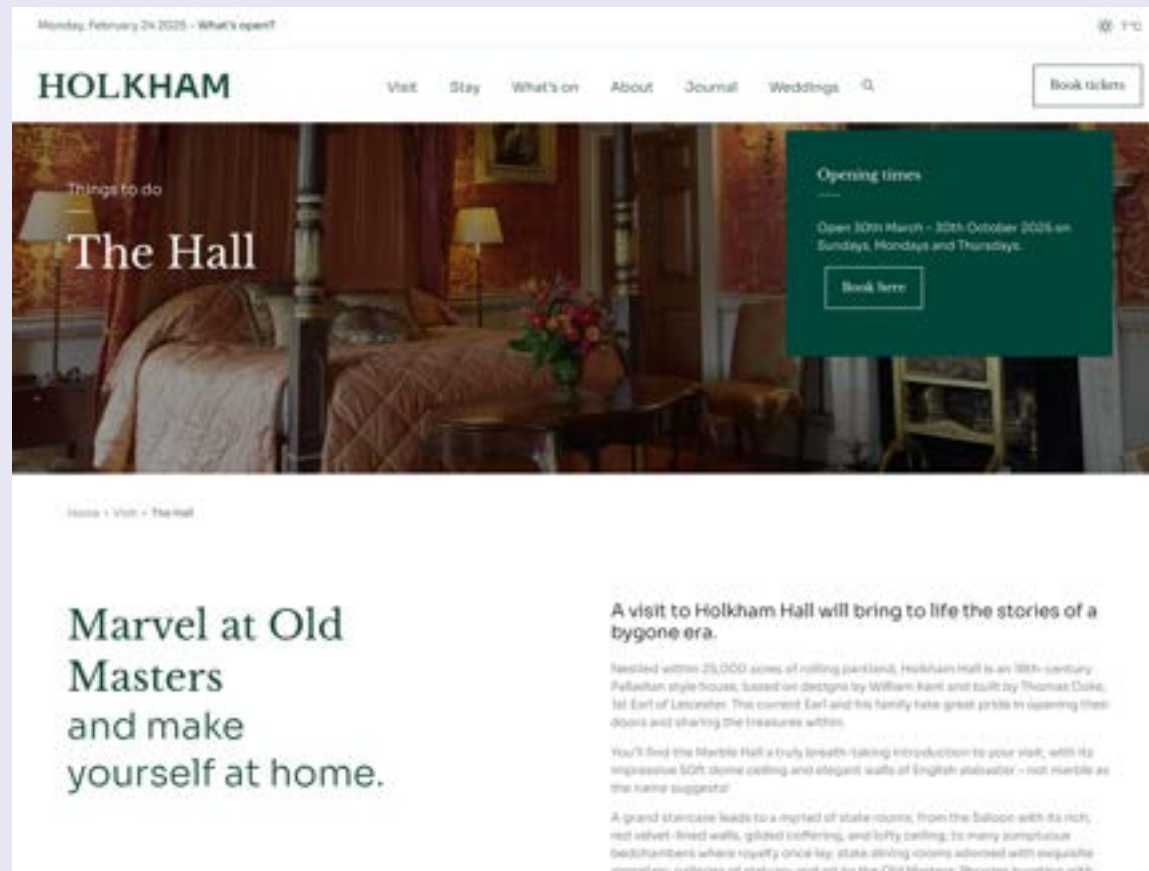 Monday, February 24 2025 - What's open?
7°C
HOLKHAM
Visit
Stay
What's on
About
Journal
Weddings
Book tickets
Things to do
The Hall
Opening times
Open 30th March - 30th October 2025 on
Sundays, Mondays and Thursdays.
Book here
Home > Visit > The Hall
Marvel at Old
Masters
and make
yourself at home.
A visit to Holkham Hall will bring to life the stories of a
bygone era.
Nestled within 25,000 acres of rolling parkland, Holkham Hall is an 18th-century
Palladian style house, based on designs by William Kent and built by Thomas Coke,
1st Earl of Leicester. The current Earl and his family take great pride in opening their
doors and sharing the treasures within.
You'll find the Marble Hall a truly breath-taking introduction to your visit, with its
impressive 50ft dome ceiling and elegant walls of English alabaster – not marble as
the name suggests!
A grand staircase leads to a myriad of state rooms, from the Saloon with its rich,
red velvet-lined walls, gilded coffering, and lofty ceiling; to many sumptuous
bedchambers where royalty once lay; state dining rooms adorned with exquisite